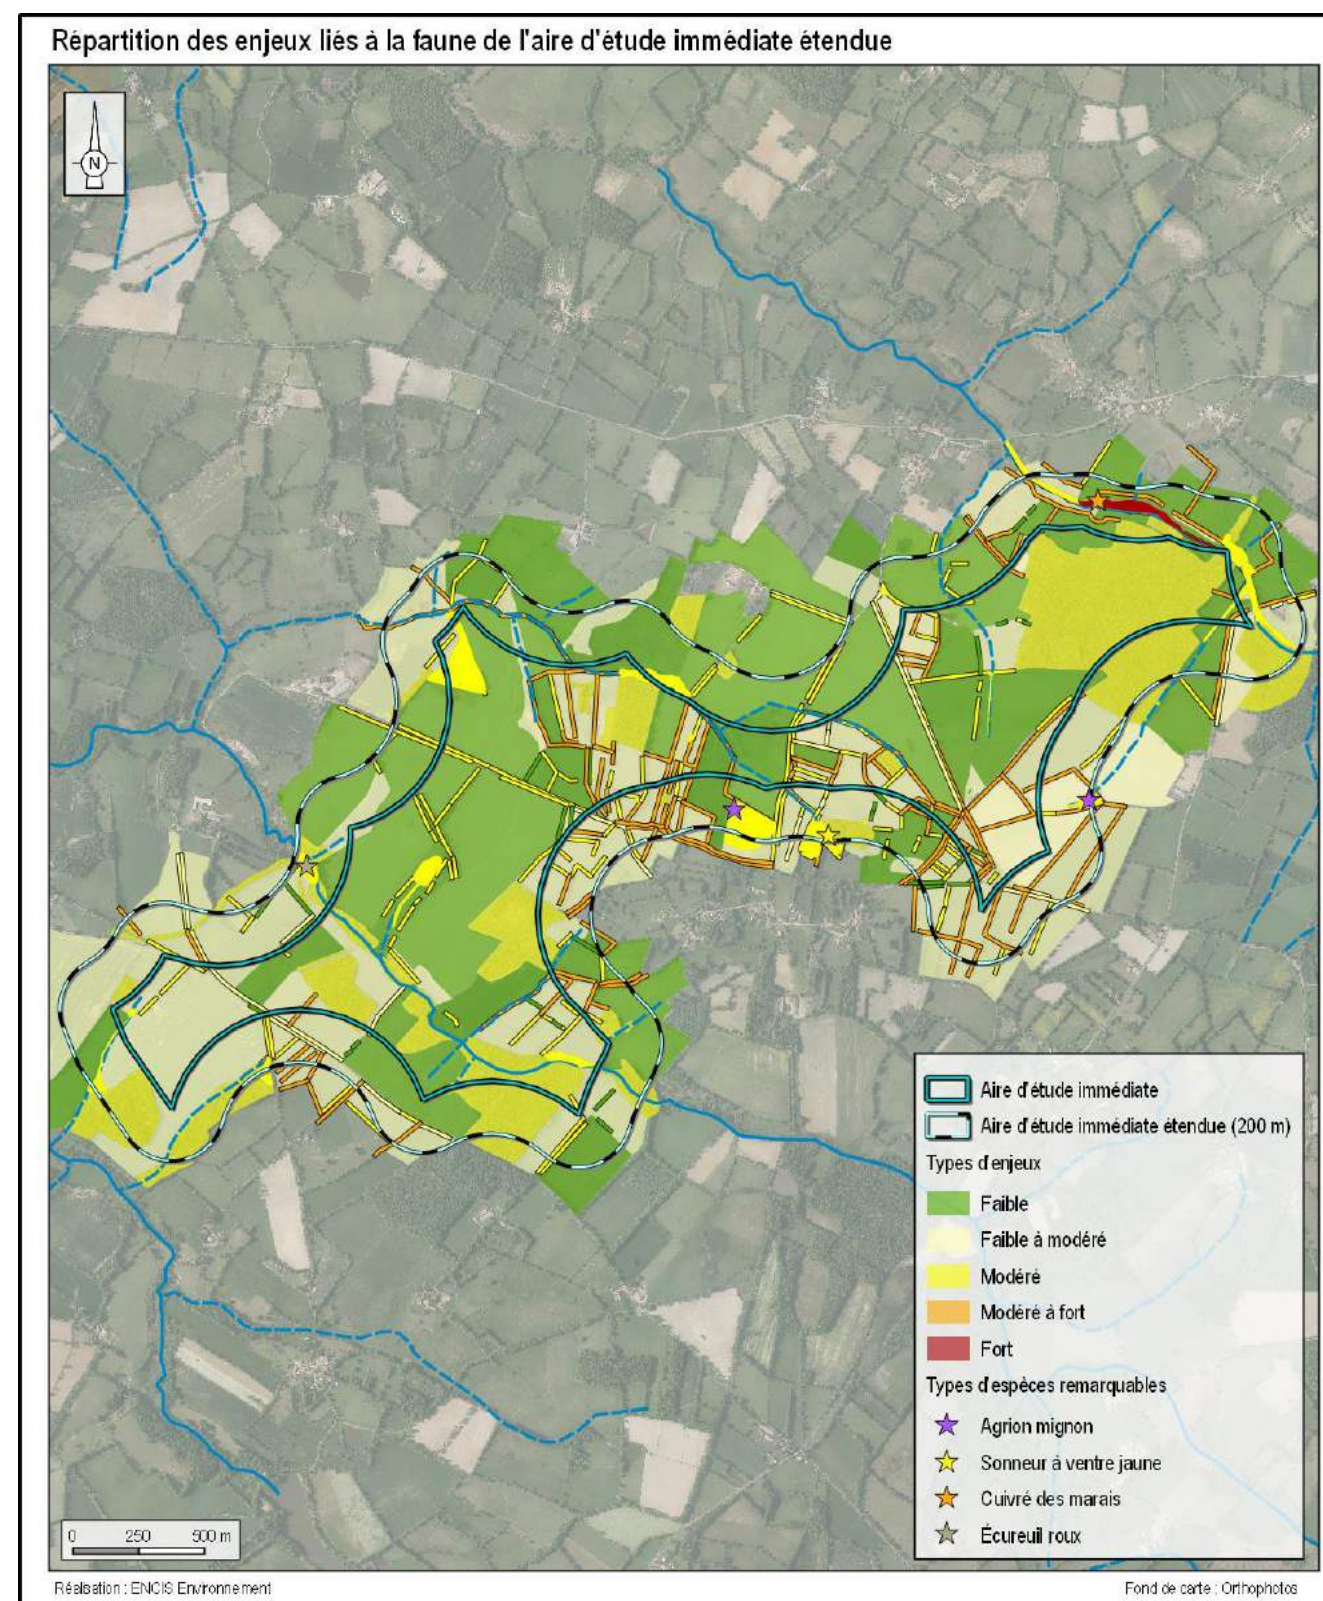 Répartition des enjeux liés à la faune de l'aire d'étude immédiate étendue
N
Aire d'étude immédiate
Aire d'étude immédiate étendue (200 m)
Types d'enjeux
Faible
Faible à modéré
Modéré
Modéré à fort
Fort
Types d'espèces remarquables
Agrion mignon
Sonneur à ventre jaune
Cuivré des marais
Écureuil roux
0 250 500 m
Réalisation : ENCIS Environnement
Fond de carte : Orthophotos